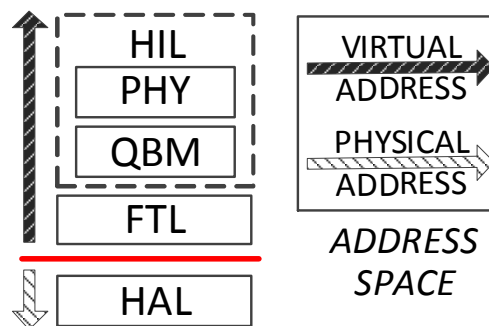 HIL
PHY
QBM
FTL
HAL
VIRTUAL
ADDRESS
PHYSICAL
ADDRESS
ADDRESS
SPACE